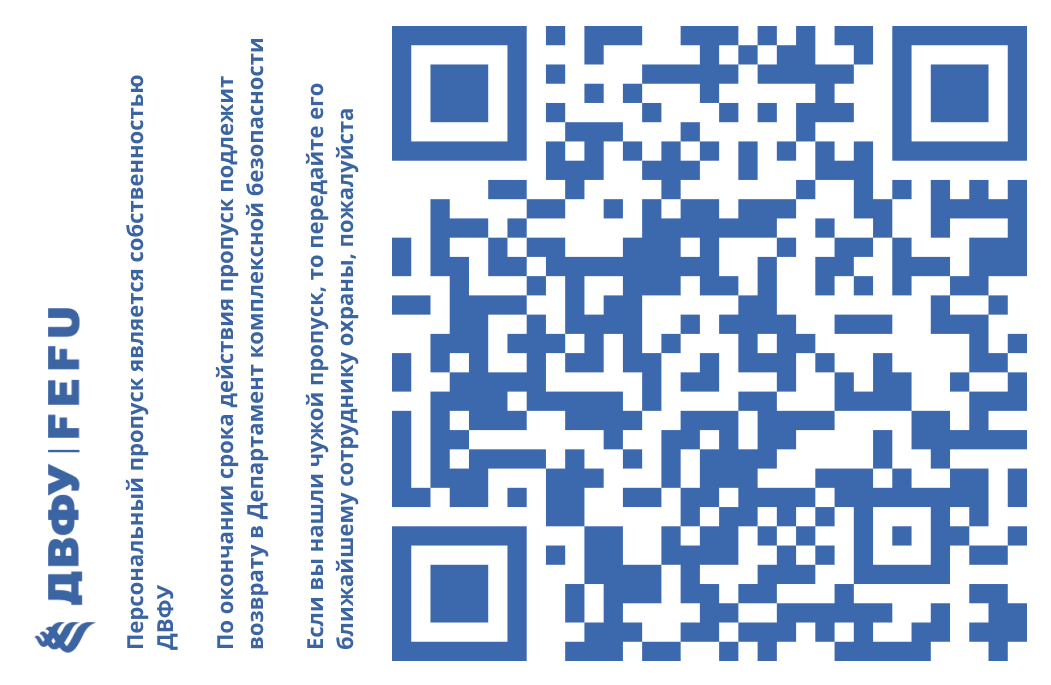 ДВФУ | FEFU
Персональный пропуск является собственностью
ДВФУ
По окончании срока действия пропуск подлежит
возврату в Департамент комплексной безопасности
Если вы нашли чужой пропуск, то передайте его
ближайшему сотруднику охраны, пожалуйста